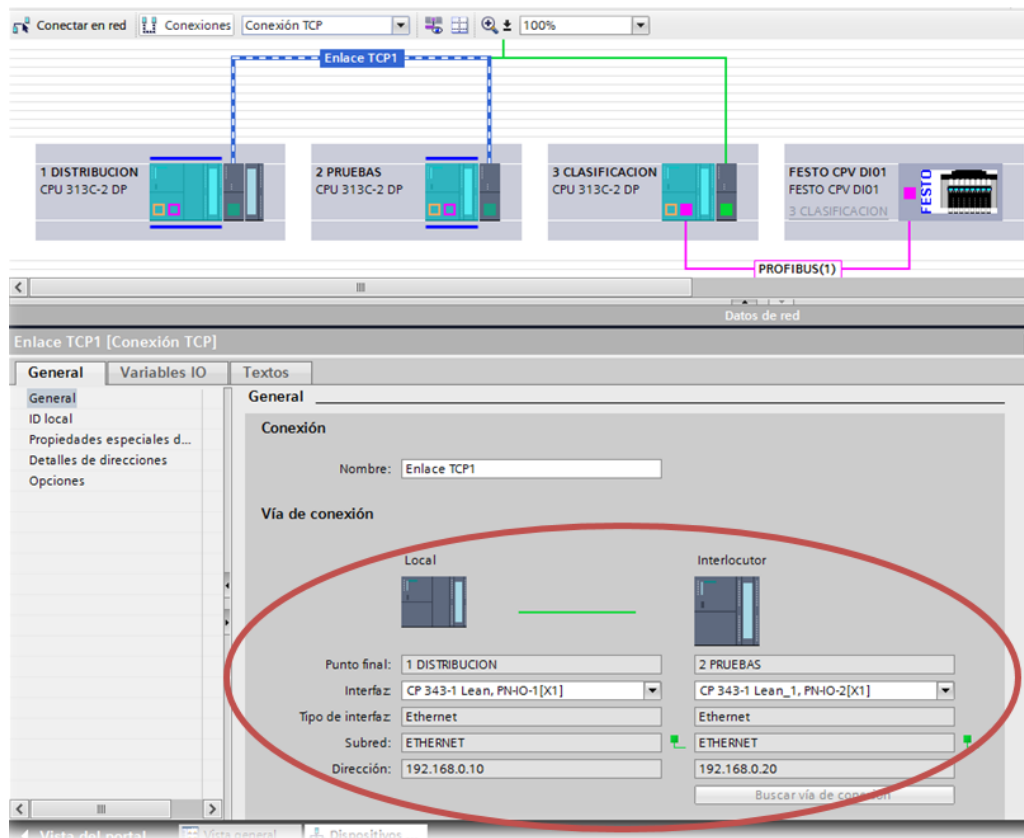 Conectar en red Conexiones Conexión TCP 100%
Enlace TCP1
1 DISTRIBUCION
CPU 313C-2 DP
2 PRUEBAS
CPU 313C-2 DP
3 CLASIFICACION
CPU 313C-2 DP
FESTO CPV DI01
FESTO CPV DI01
3 CLASIFICACION
FESTO
PROFIBUS(1)
Datos de red
Enlace TCP1 [Conexión TCP]
General Variables IO Textos
General
ID local
Propiedades especiales d...
Detalles de direcciones
Opciones
General
Conexión
Nombre: Enlace TCP1
Vía de conexión
Local Interlocutor
Punto final: 1 DISTRIBUCION 2 PRUEBAS
Interfaz: CP 343-1 Lean, PN-IO-1[X1] CP 343-1 Lean_1, PN-IO-2[X1]
Tipo de interfaz: Ethernet Ethernet
Subred: ETHERNET ETHERNET
Dirección: 192.168.0.10 192.168.0.20
Buscar vía de conexión
Vista del portal Vista general Dispositivos